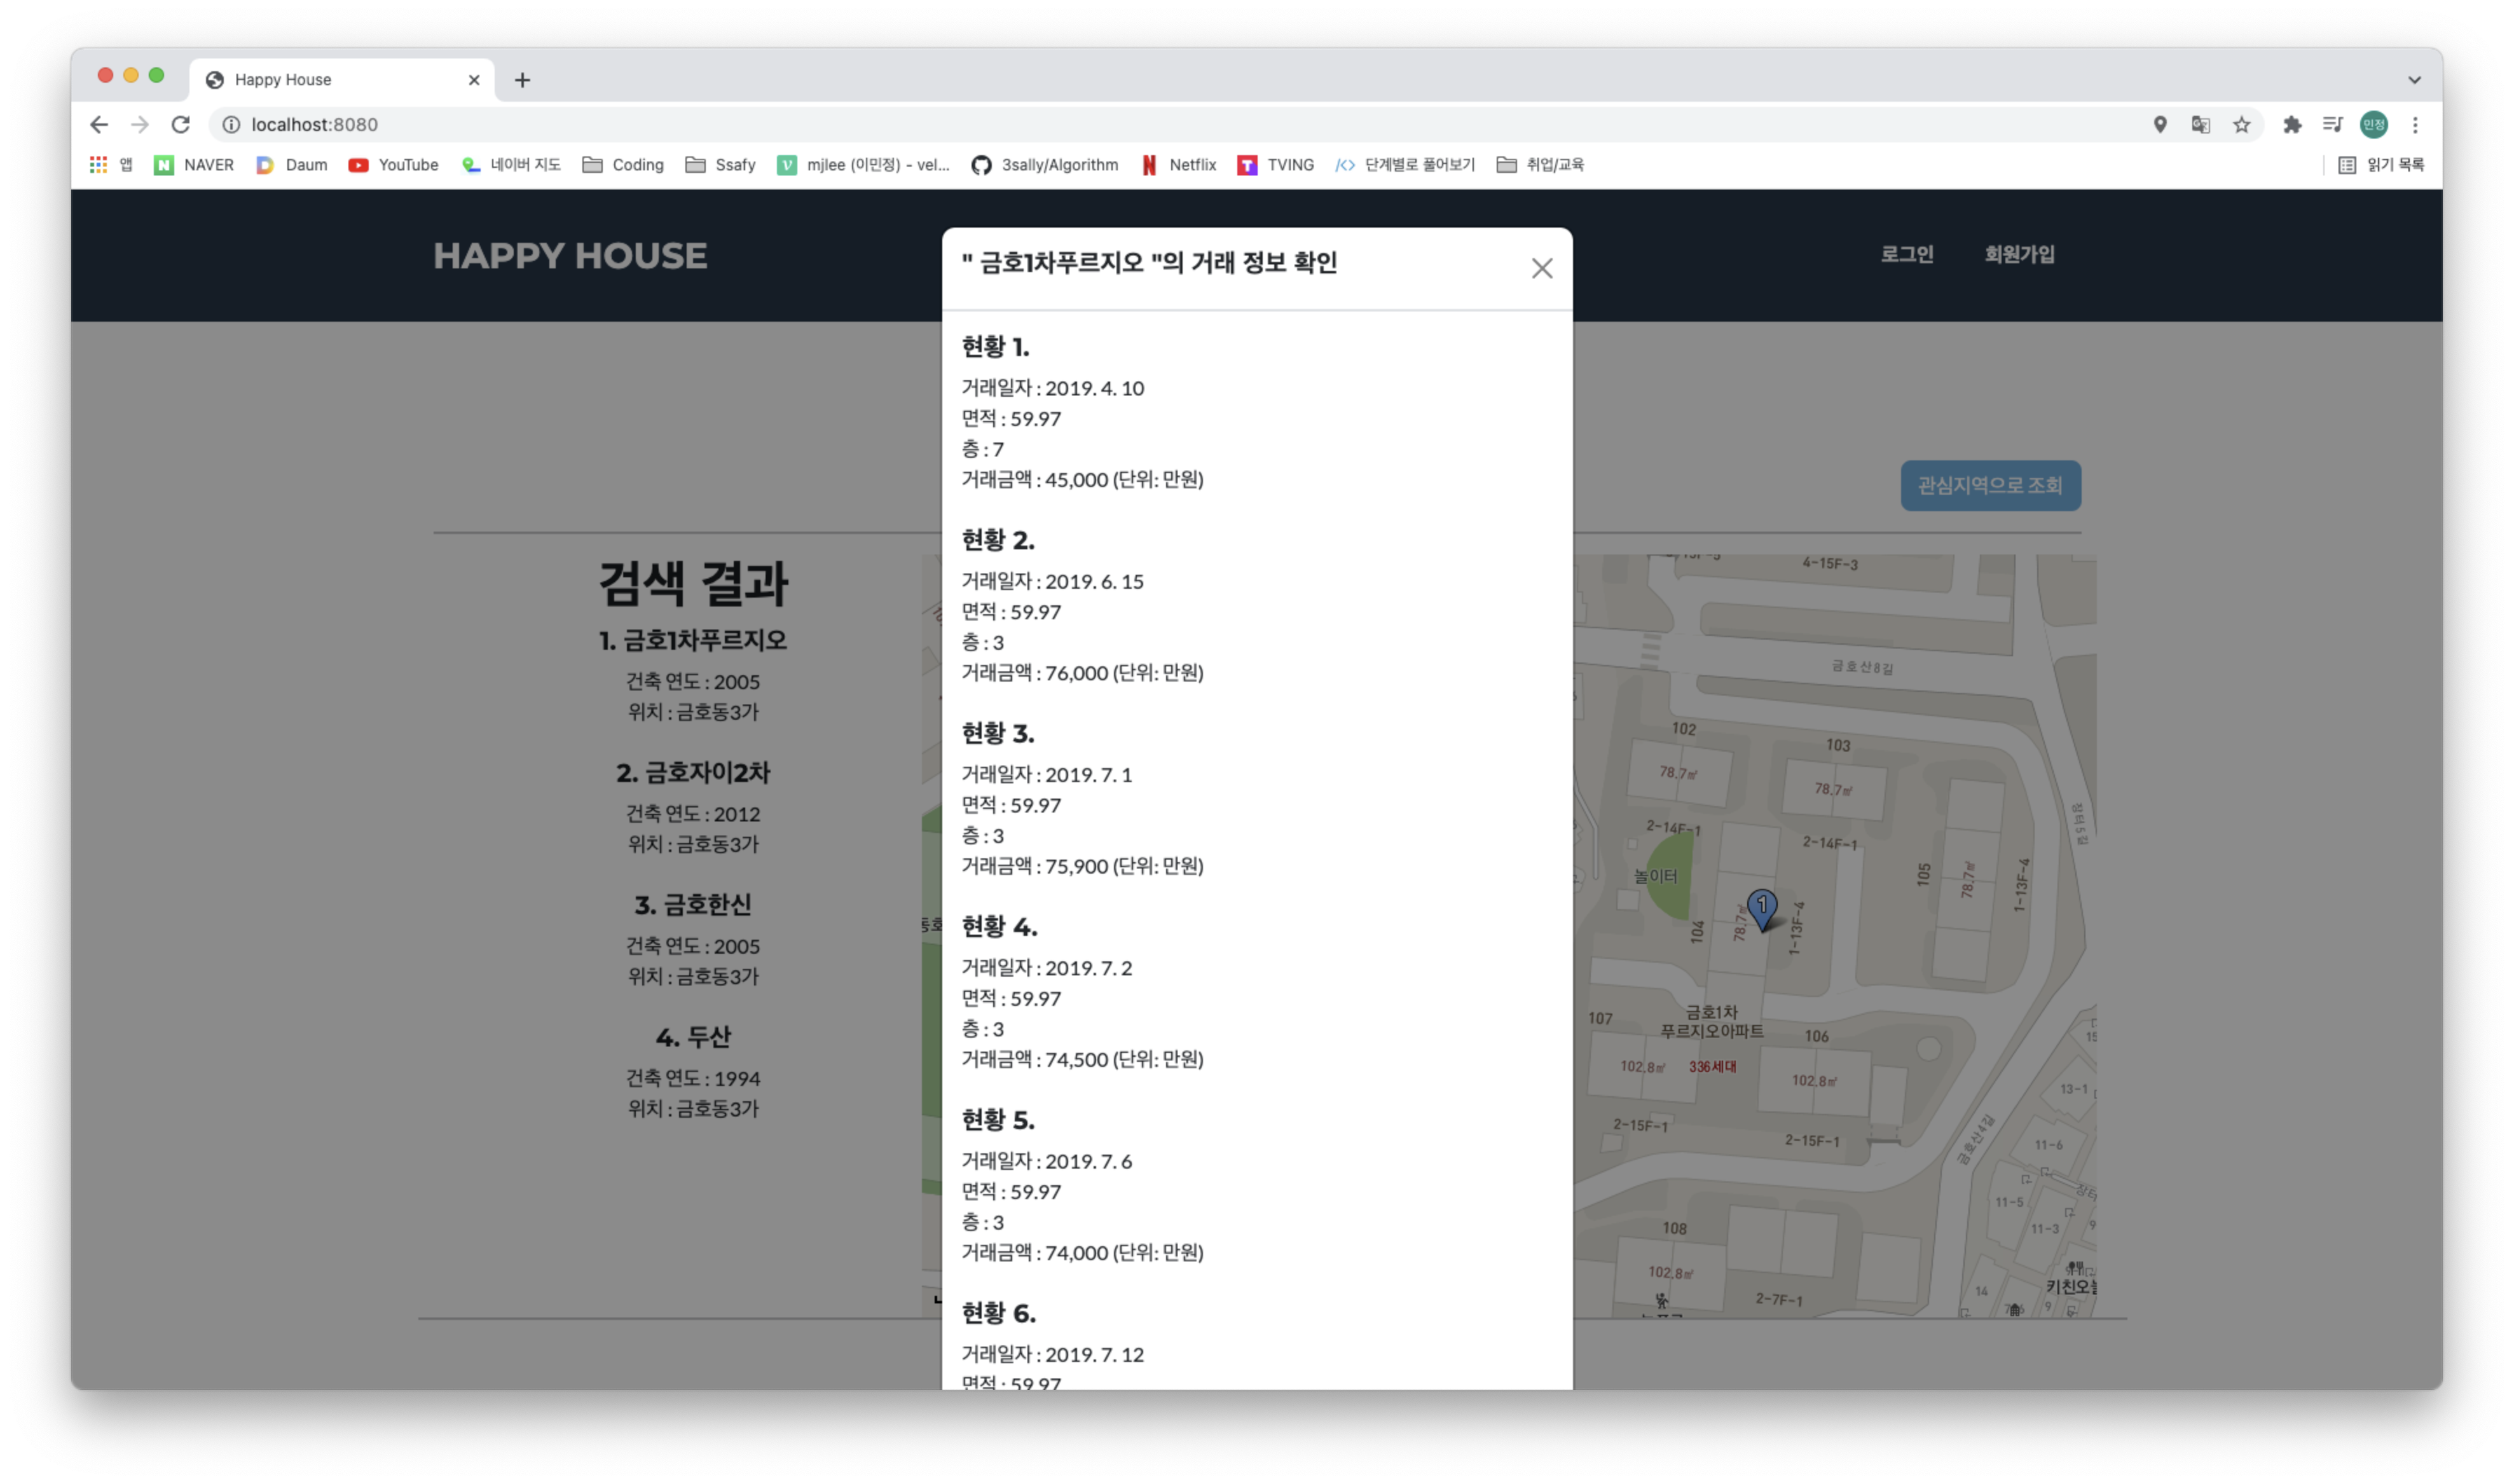 Happy House
localhost:8080
앱 NAVER Daum YouTube 네이버 지도 Coding Ssafy mjlee (이민정) - vel... 3sally/Algorithm Netflix TVING 단계별로 풀어보기 취업/교육 읽기 목록
민정
HAPPY HOUSE
로그인 회원가입
" 금호1차푸르지오 "의 거래 정보 확인
현황 1.
거래일자 : 2019. 4. 10
면적 : 59.97
층 : 7
거래금액 : 45,000 (단위: 만원)
현황 2.
거래일자 : 2019. 6. 15
면적 : 59.97
층 : 3
거래금액 : 76,000 (단위: 만원)
현황 3.
거래일자 : 2019. 7. 1
면적 : 59.97
층 : 3
거래금액 : 75,900 (단위: 만원)
현황 4.
거래일자 : 2019. 7. 2
면적 : 59.97
층 : 3
거래금액 : 74,500 (단위: 만원)
현황 5.
거래일자 : 2019. 7. 6
면적 : 59.97
층 : 3
거래금액 : 74,000 (단위: 만원)
현황 6.
거래일자 : 2019. 7. 12
면적 : 59.97
관심지역으로 조회
검색 결과
1. 금호1차푸르지오
건축 연도 : 2005
위치 : 금호동3가
2. 금호자이2차
건축 연도 : 2012
위치 : 금호동3가
3. 금호한신
건축 연도 : 2005
위치 : 금호동3가
4. 두산
건축 연도 : 1994
위치 : 금호동3가
4-15F-3
금호산8길
102
103
78.7㎡
78.7㎡
장터5길
2-14F-1
2-14F-1
놀이터
105
78.7㎡
1-13F-4
1
104
78.7㎡
1-13F-4
금호1차
푸르지오아파트
107
106
102.8㎡
336세대
102.8㎡
13-1
2-15F-1
2-15F-1
금호산4길
11-6
11-5
11-3
108
102.8㎡
2-7F-1
14
9
키친오늘